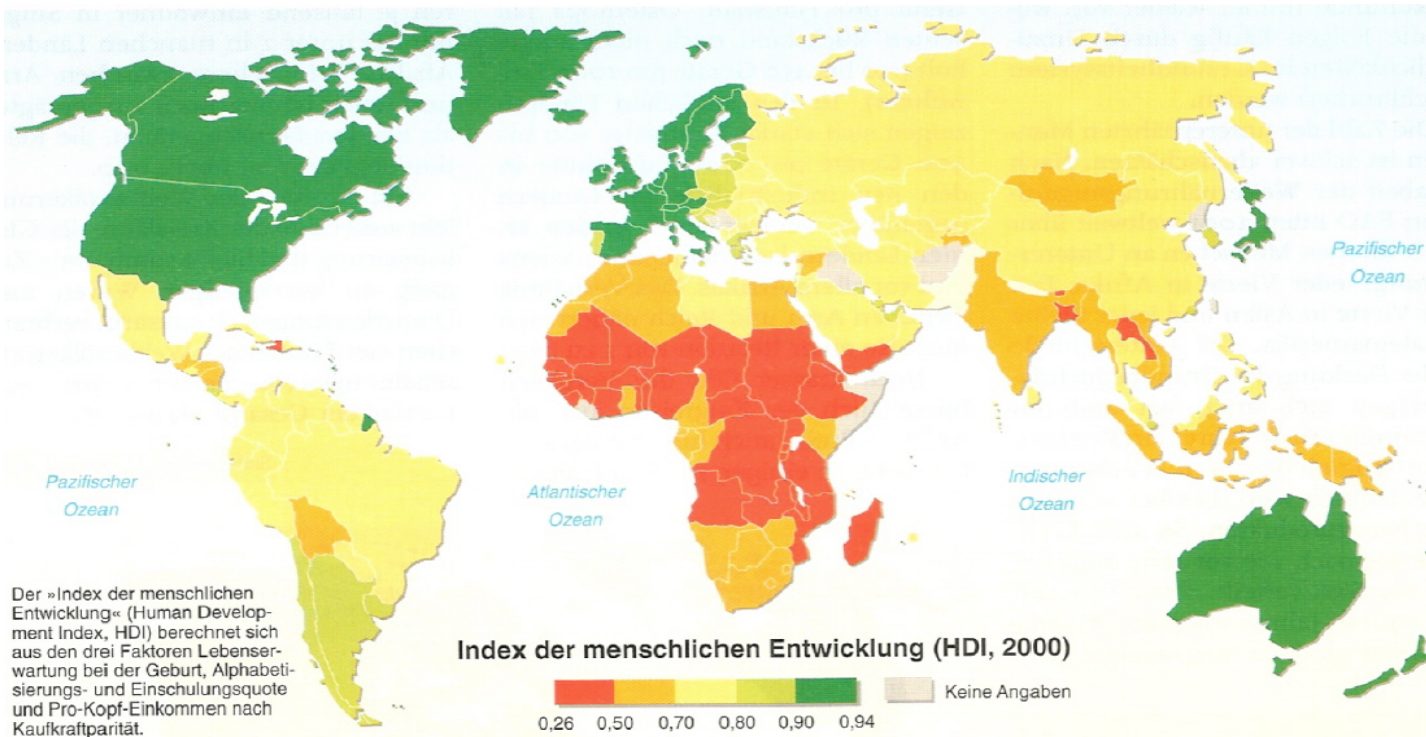 Pazifischer
Ozean
Pazifischer
Ozean
Atlantischer
Ozean
Indischer
Ozean
Der »Index der menschlichen
Entwicklung« (Human Develop-
ment Index, HDI) berechnet sich
aus den drei Faktoren Lebenser-
wartung bei der Geburt, Alphabeti-
sierungs- und Einschulungsquote
und Pro-Kopf-Einkommen nach
Kaufkraftparität.
Index der menschlichen Entwicklung (HDI, 2000)
Keine Angaben
0,26 0,50 0,70 0,80 0,90 0,94